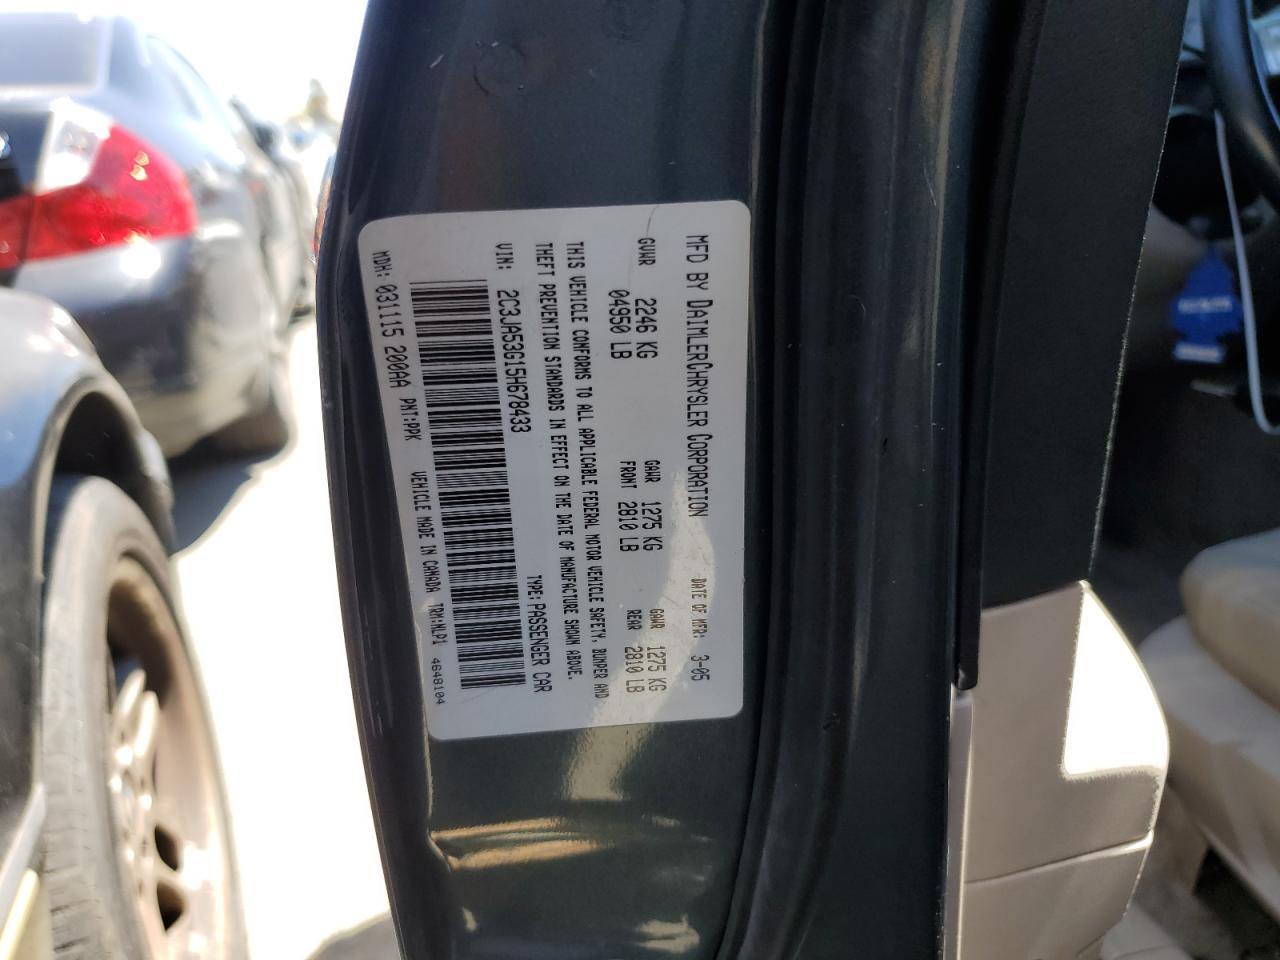 MFD BY DAIMLERCHRYSLER CORPORATION DATE OF MFR: 3-05
GVWR 2246 KG GAWR 1275 KG GAWR 1275 KG
04950 LB FRONT 2810 LB REAR 2810 LB
THIS VEHICLE CONFORMS TO ALL APPLICABLE FEDERAL MOTOR VEHICLE SAFETY, BUMPER AND
THEFT PREVENTION STANDARDS IN EFFECT ON THE DATE OF MANUFACTURE SHOWN ABOVE.
VIN: 2C3JA53G15H678433 TYPE: PASSENGER CAR
MDH: 031115 200AA PNT:PPK VEHICLE MADE IN CANADA TRM:WLP1 4648104